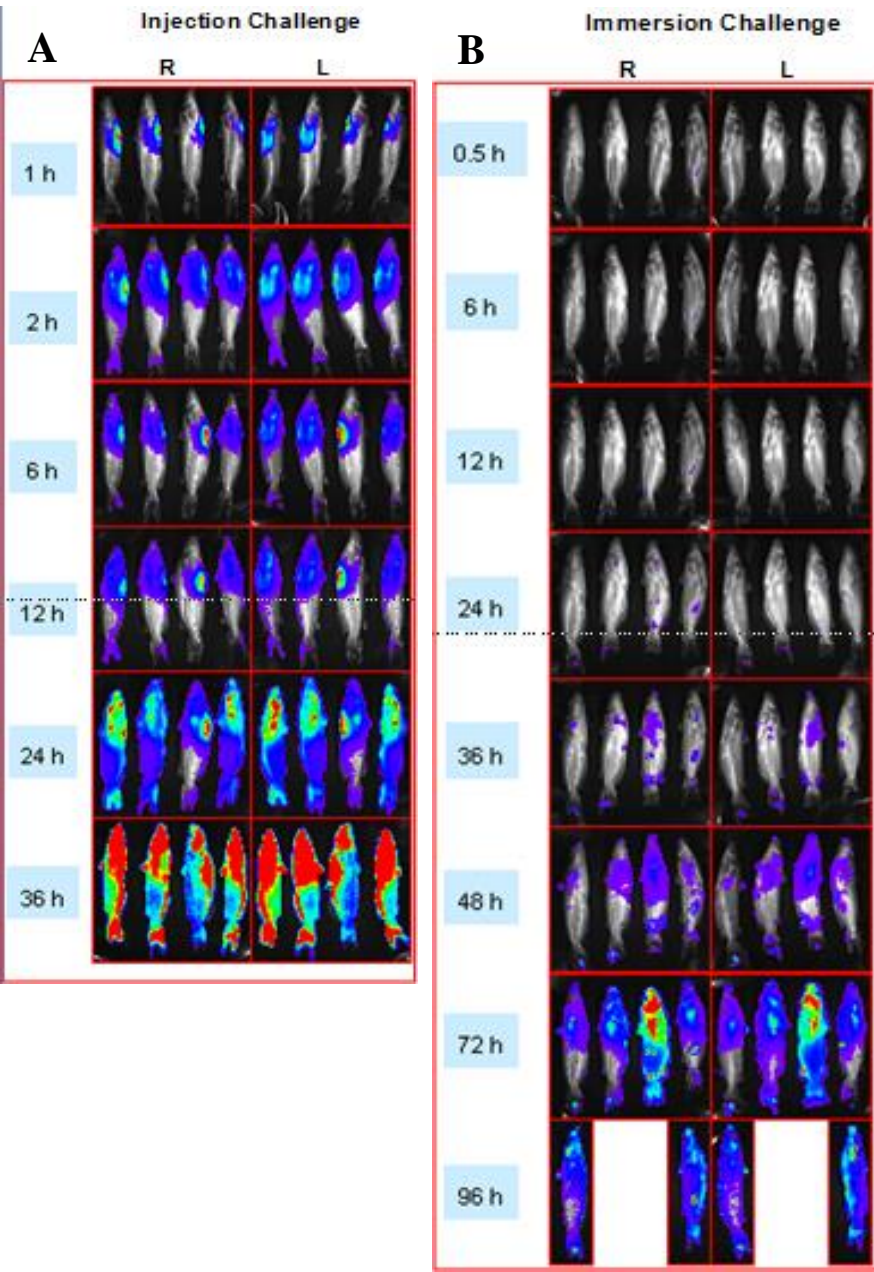 A
Injection Challenge
R L
1 h
2 h
6 h
12 h
24 h
36 h
B
Immersion Challenge
R L
0.5 h
6 h
12 h
24 h
36 h
48 h
72 h
96 h